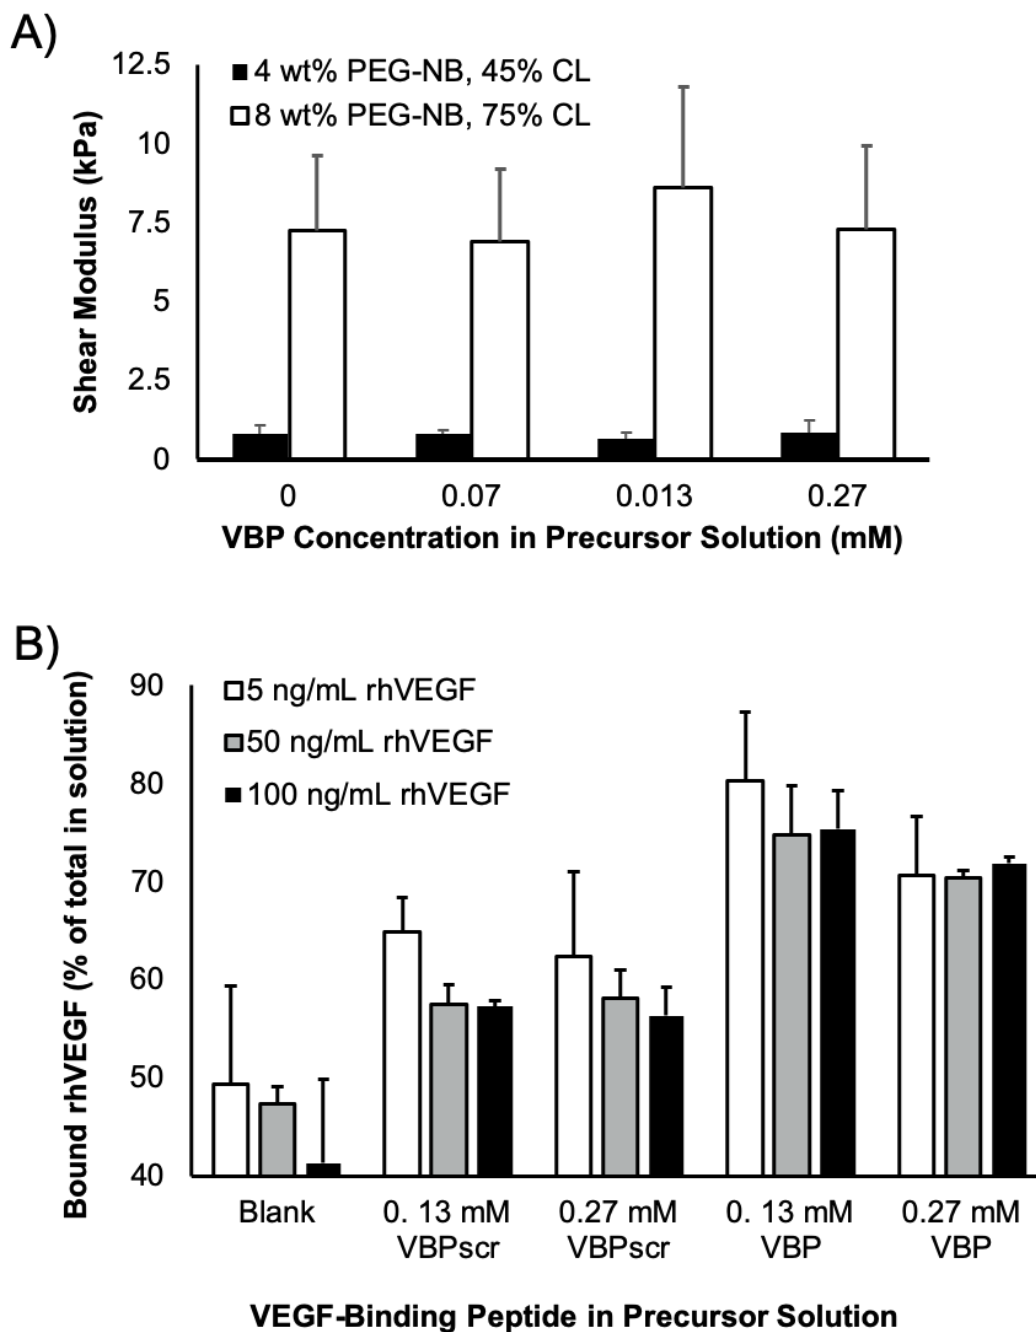 A)
12.5
10
7.5
5
2.5
0
Shear Modulus (kPa)
4 wt% PEG-NB, 45% CL
8 wt% PEG-NB, 75% CL
0 0.07 0.013 0.27
VBP Concentration in Precursor Solution (mM)
B)
90
80
70
60
50
40
Bound rhVEGF (% of total in solution)
5 ng/mL rhVEGF
50 ng/mL rhVEGF
100 ng/mL rhVEGF
Blank 0. 13 mM 0.27 mM 0. 13 mM 0.27 mM
VBPscr VBPscr VBP VBP
VEGF-Binding Peptide in Precursor Solution